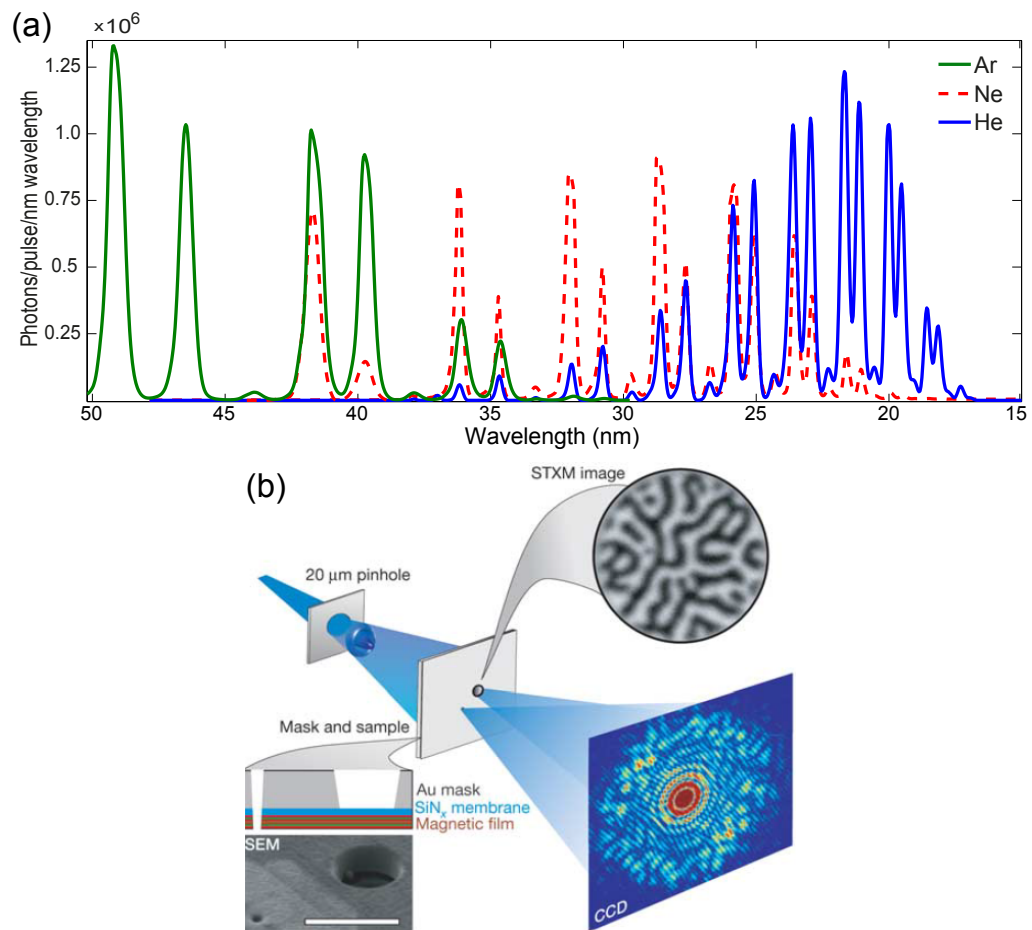 (a)
×10⁶
1.25
1.0
0.75
0.5
0.25
Photons/pulse/nm wavelength
Ar
Ne
He
50 45 40 35 30 25 20 15
Wavelength (nm)
(b)
STXM image
20 μm pinhole
Mask and sample
Au mask
SiNₓ membrane
Magnetic film
SEM
CCD